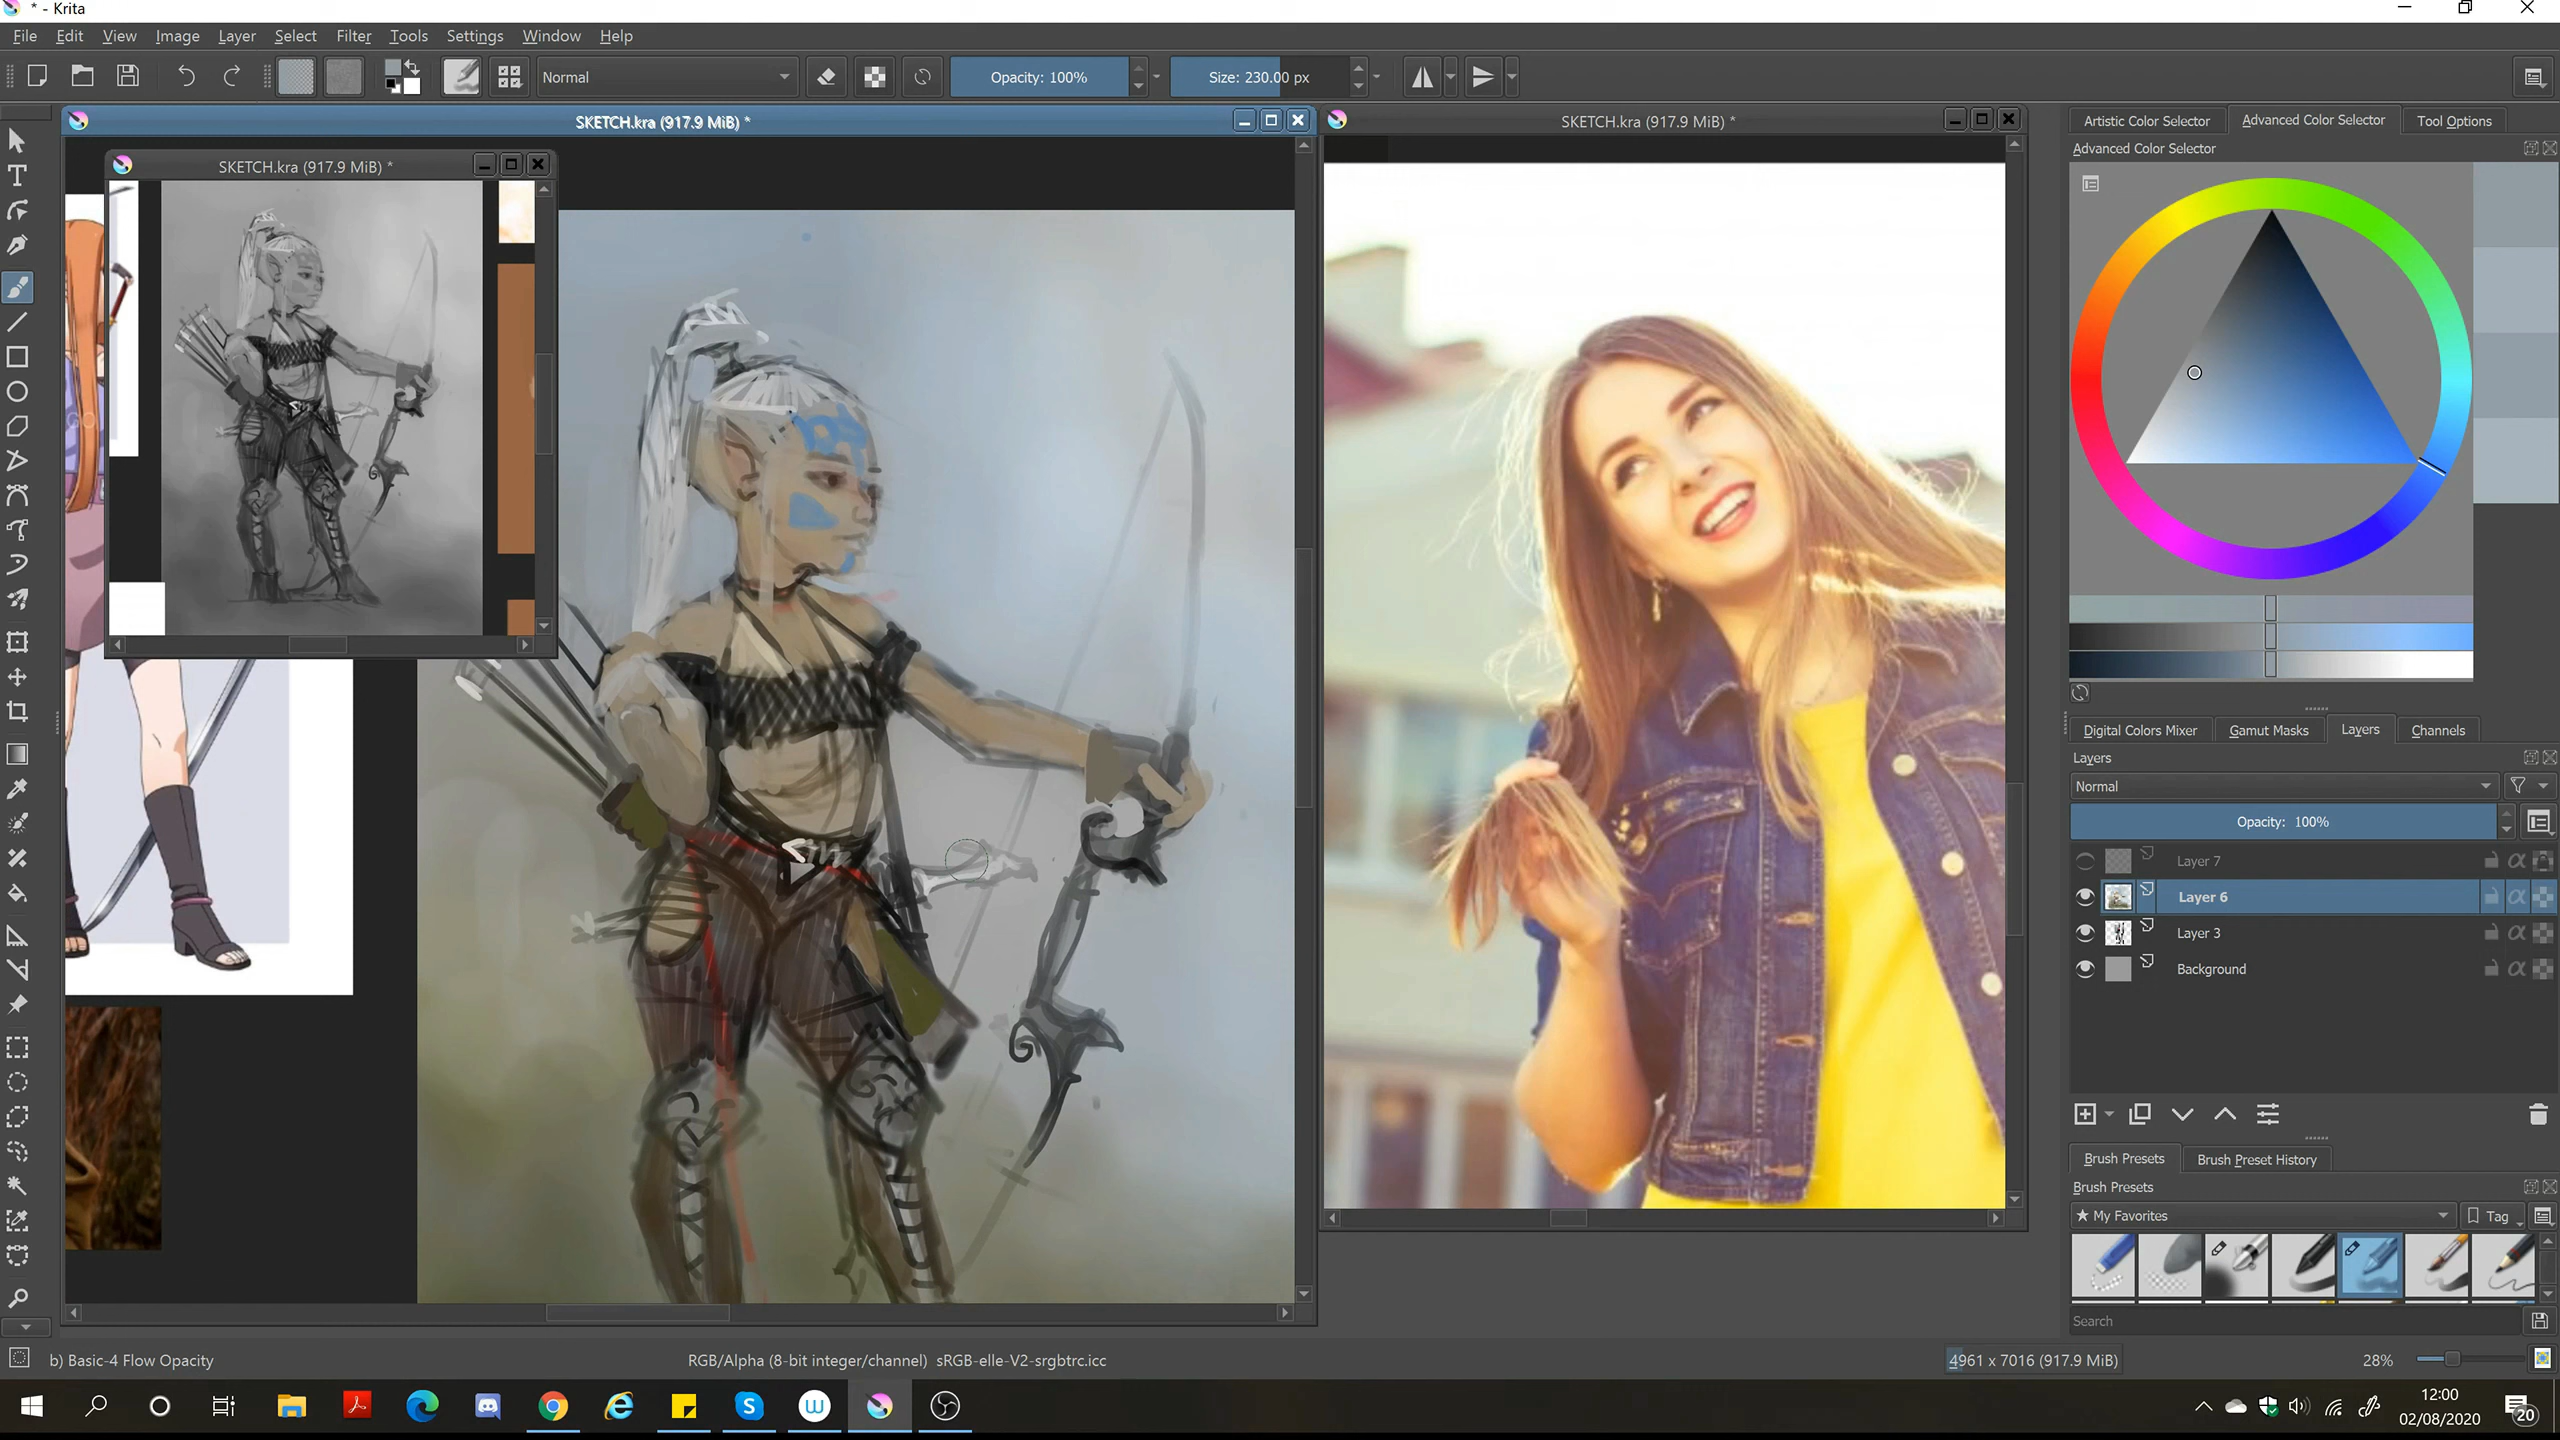 * - Krita
File Edit View Image Layer Select Filter Tools Settings Window Help
Normal Opacity: 100% Size: 230.00 px
SKETCH.kra (917.9 MiB) *
SKETCH.kra (917.9 MiB) *
SKETCH.kra (917.9 MiB) *
Artistic Color Selector Advanced Color Selector Tool Options
Advanced Color Selector
Digital Colors Mixer Gamut Masks Layers Channels
Layers
Normal
Opacity: 100%
Layer 7
Layer 6
Layer 3
Background
Brush Presets Brush Preset History
Brush Presets
★ My Favorites Tag
Search
b) Basic-4 Flow Opacity
RGB/Alpha (8-bit integer/channel) sRGB-elle-V2-srgbtrc.icc
4961 x 7016 (917.9 MiB)
28%
12:00
02/08/2020
20